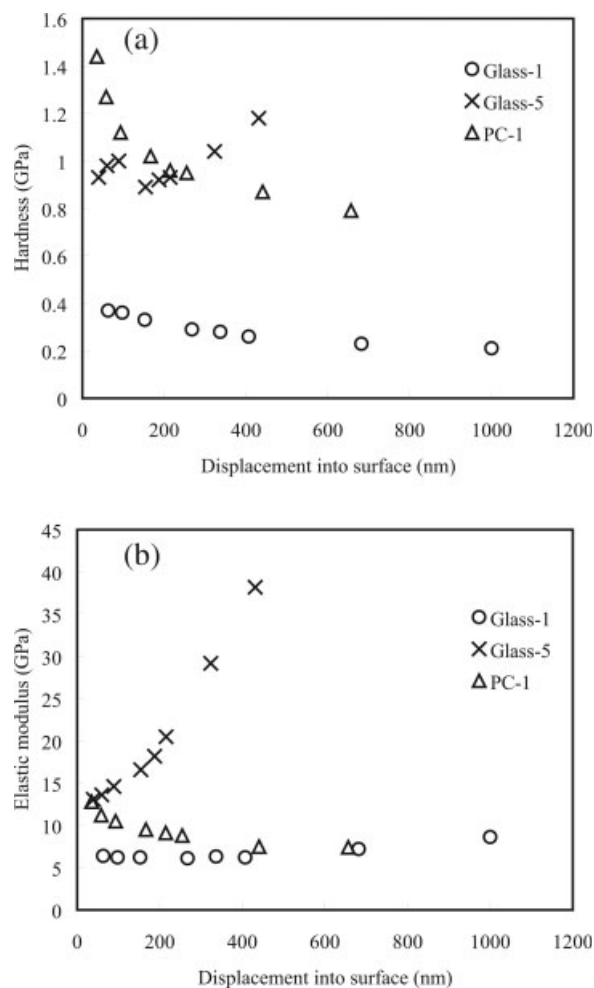 1.6
(a)
1.4
Glass-1
Glass-5
1.2
PC-1
1
0.8
0.6
0.4
0.2
0
0 200 400 600 800 1000 1200
Hardness (GPa)
Displacement into surface (nm)
45
(b)
40
35
Glass-1
Glass-5
30
PC-1
25
20
15
10
5
0
0 200 400 600 800 1000 1200
Elastic modulus (GPa)
Displacement into surface (nm)